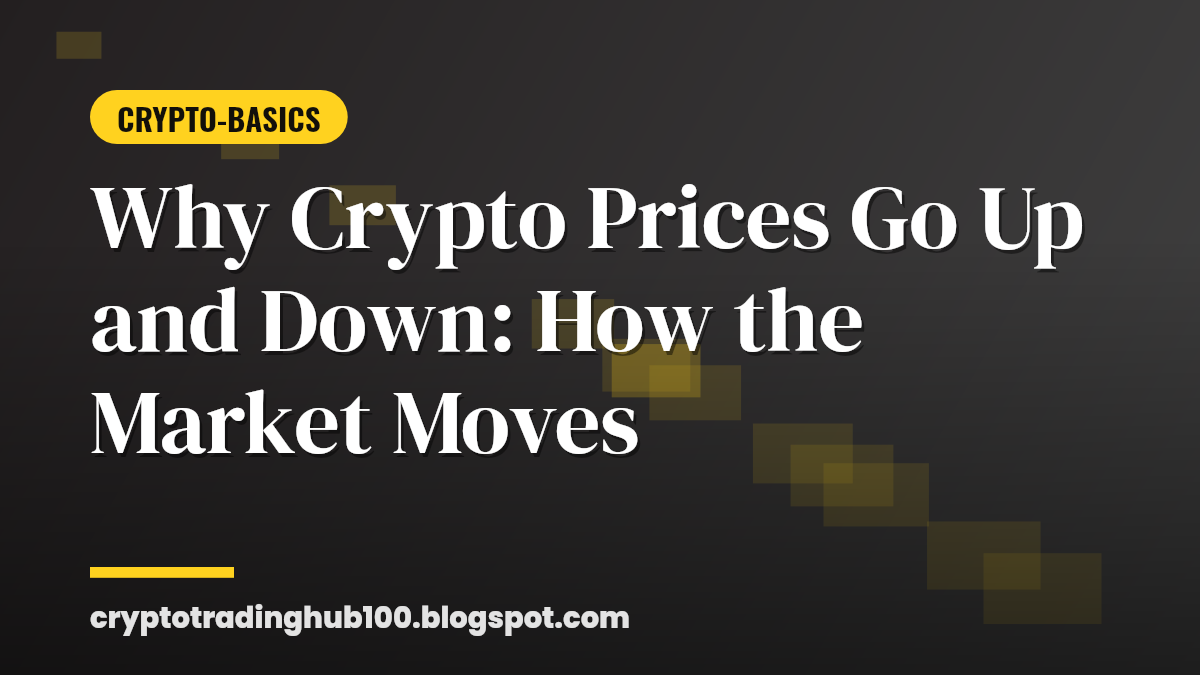 CRYPTO-BASICS
Why Crypto Prices Go Up
and Down: How the
Market Moves
cryptotradinghub100.blogspot.com